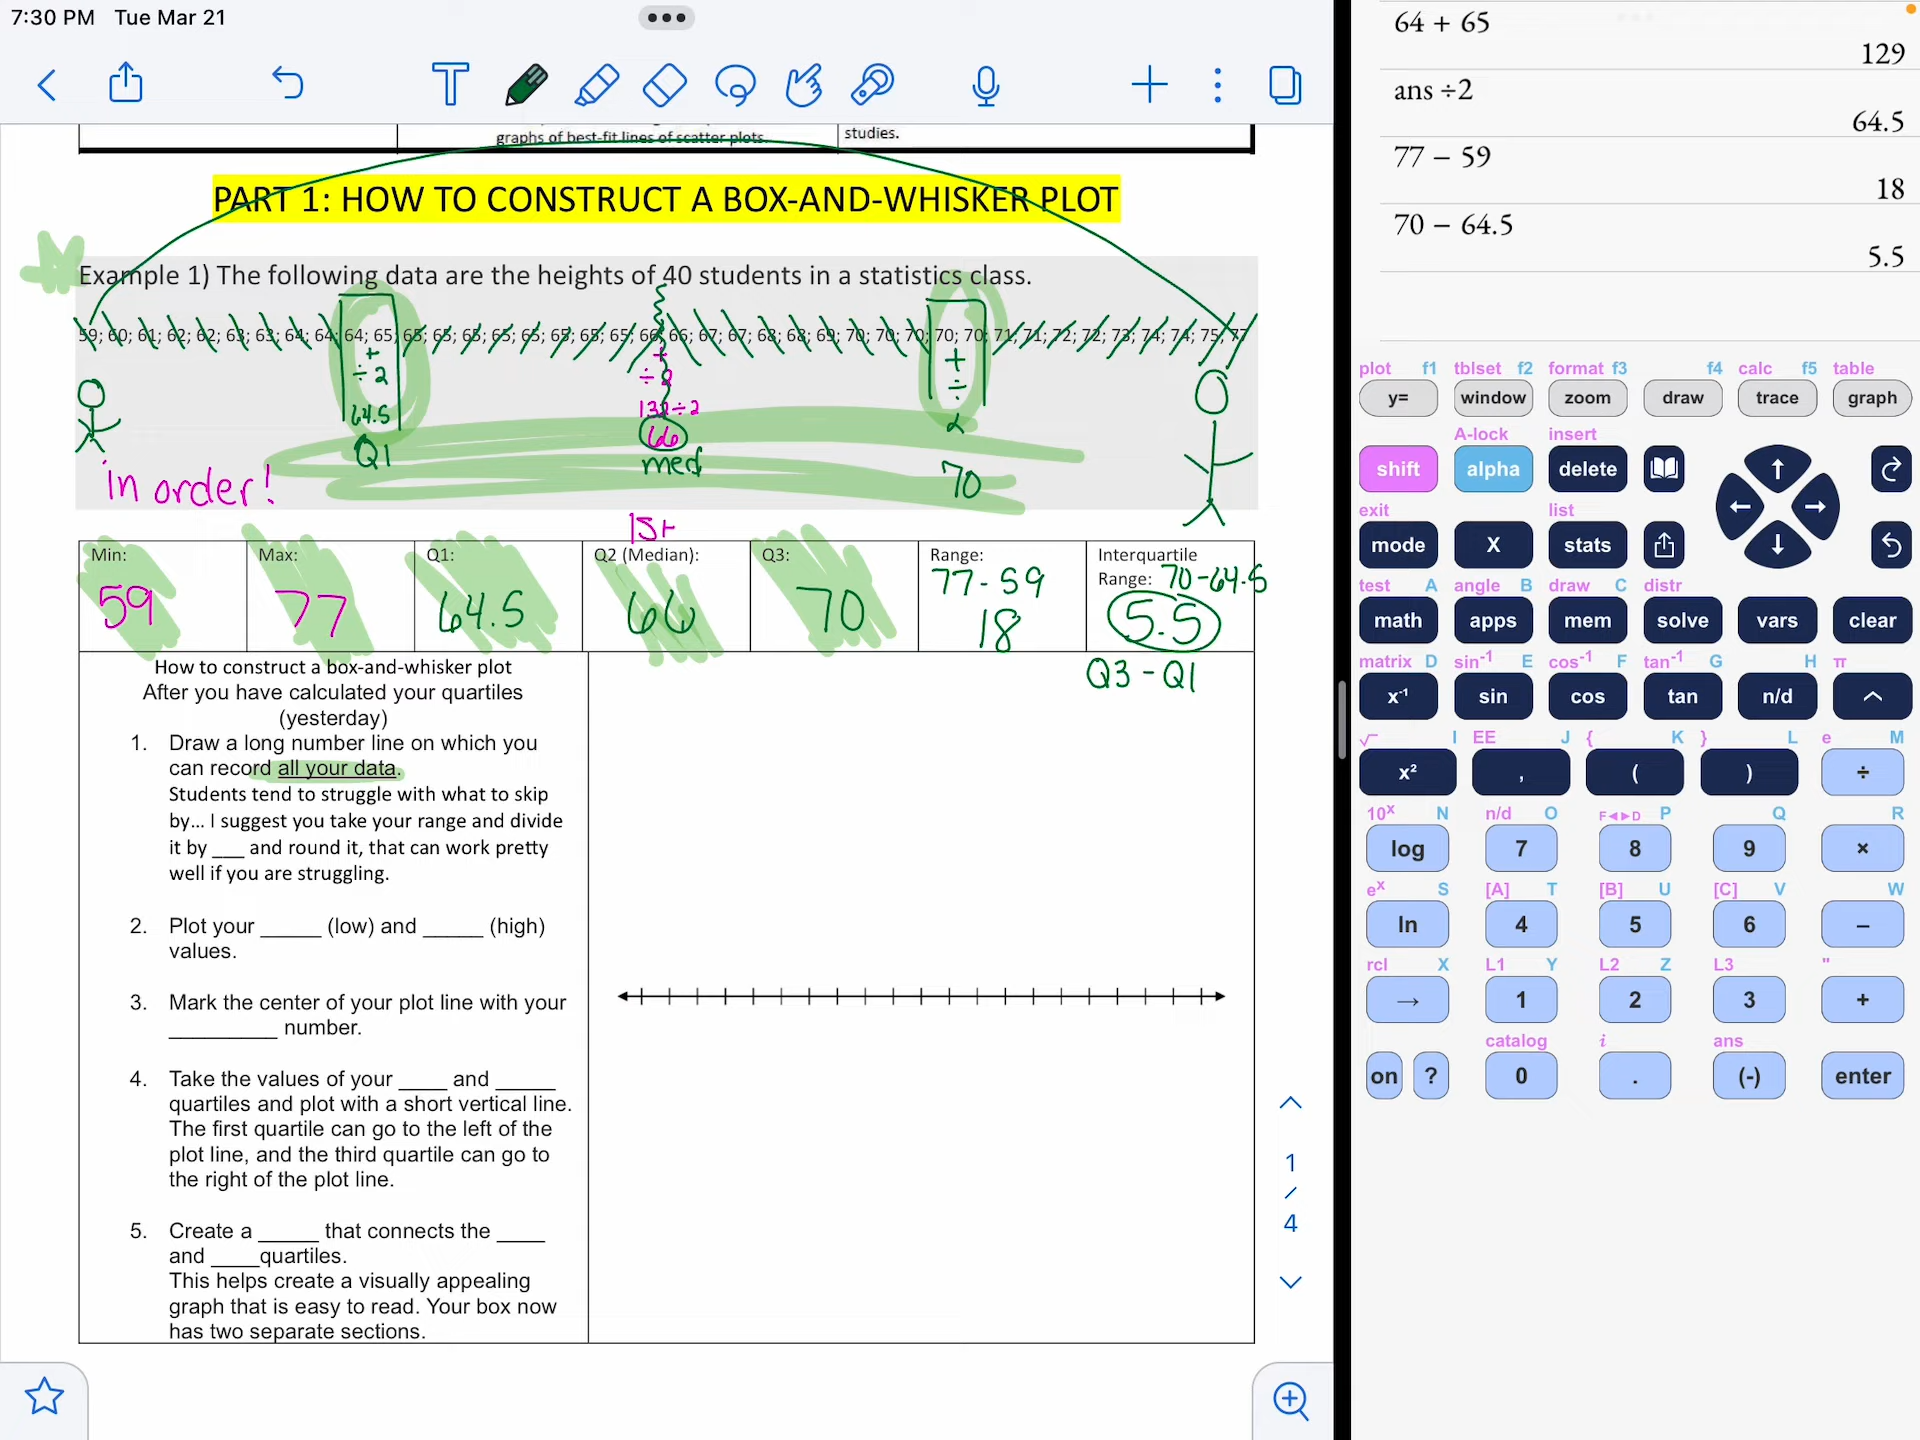 7:30 PM Tue Mar 21
graphs of best-fit lines of scatter plots.
studies.
PART 1: HOW TO CONSTRUCT A BOX-AND-WHISKER PLOT
Example 1) The following data are the heights of 40 students in a statistics class.
59; 60; 61; 62; 62; 63; 63; 64; 64; 64; 65; 65; 65; 65; 65; 65; 65; 65; 65; 66; 66; 67; 67; 68; 68; 69; 70; 70; 70; 70; 70; 71; 71; 72; 72; 73; 74; 74; 75; 77
+
÷ 2
64.5
Q1
+
÷ 2
132÷2
66
med
+
÷
2
70
in order!
1st
Min:
59
Max:
77
Q1:
64.5
Q2 (Median):
66
Q3:
70
Range:
77-59
18
Interquartile
Range: 70-64.5
5.5
Q3 - Q1
How to construct a box-and-whisker plot
After you have calculated your quartiles
(yesterday)
1. Draw a long number line on which you
can record all your data.
Students tend to struggle with what to skip
by... I suggest you take your range and divide
it by ___ and round it, that can work pretty
well if you are struggling.
2. Plot your _____ (low) and _____ (high)
values.
3. Mark the center of your plot line with your
_________ number.
4. Take the values of your ____ and _____
quartiles and plot with a short vertical line.
The first quartile can go to the left of the
plot line, and the third quartile can go to
the right of the plot line.
5. Create a _____ that connects the ____
and ____quartiles.
This helps create a visually appealing
graph that is easy to read. Your box now
has two separate sections.
1
/
4
64 + 65
129
ans ÷2
64.5
77 − 59
18
70 − 64.5
5.5
plot f1 tblset f2 format f3 f4 calc f5 table
y= window zoom draw trace graph
A-lock insert
shift alpha delete
exit list
mode X stats
test A angle B draw C distr
math apps mem solve vars clear
matrix D sin⁻¹ E cos⁻¹ F tan⁻¹ G H π
x⁻¹ sin cos tan n/d ^
√ I EE J { K } L e M
x² , ( ) ÷
10ˣ N n/d O F◄►D P Q R
log 7 8 9 ×
eˣ S [A] T [B] U [C] V W
ln 4 5 6 −
rcl X L1 Y L2 Z L3 "
→ 1 2 3 +
catalog i ans
on ? 0 . (-) enter